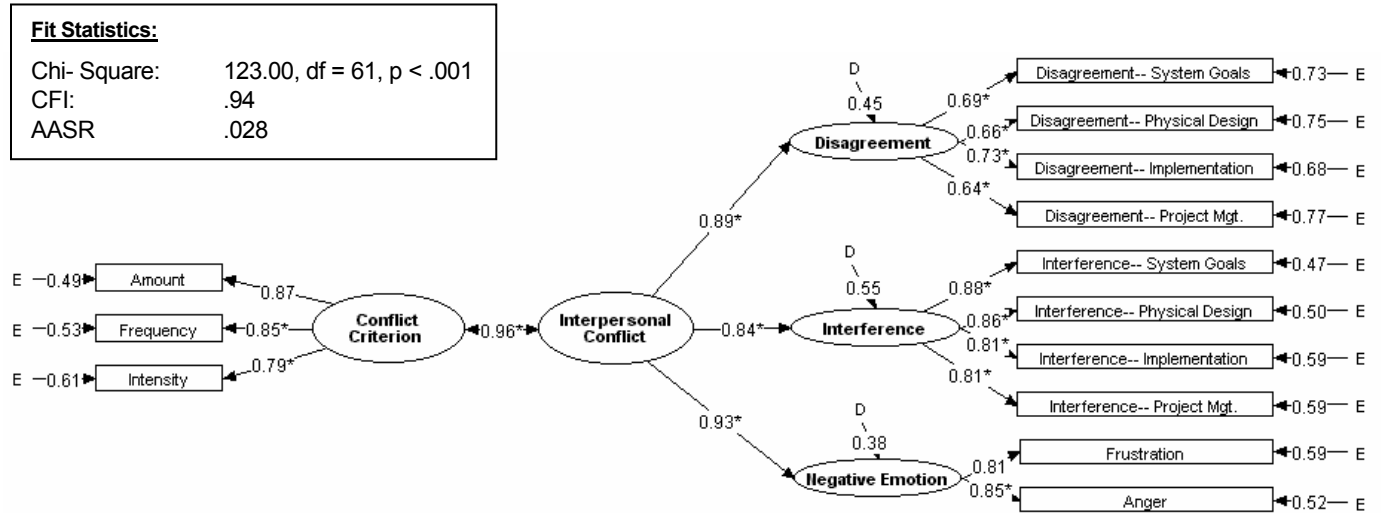 Fit Statistics:
Chi- Square: 123.00, df = 61, p < .001
CFI: .94
AASR .028
D
0.45
Disagreement
0.69*
0.66*
0.73*
0.64*
Disagreement-- System Goals
0.73
E
Disagreement-- Physical Design
0.75
E
Disagreement-- Implementation
0.68
E
Disagreement-- Project Mgt.
0.77
E
0.89*
E
0.49
Amount
0.87
E
0.53
Frequency
0.85*
E
0.61
Intensity
0.79*
Conflict
Criterion
0.96*
Interpersonal
Conflict
0.84*
D
0.55
Interference
0.88*
0.86*
0.81*
0.81*
Interference-- System Goals
0.47
E
Interference-- Physical Design
0.50
E
Interference-- Implementation
0.59
E
Interference-- Project Mgt.
0.59
E
0.93*
D
0.38
Negative Emotion
0.81
0.85*
Frustration
0.59
E
Anger
0.52
E